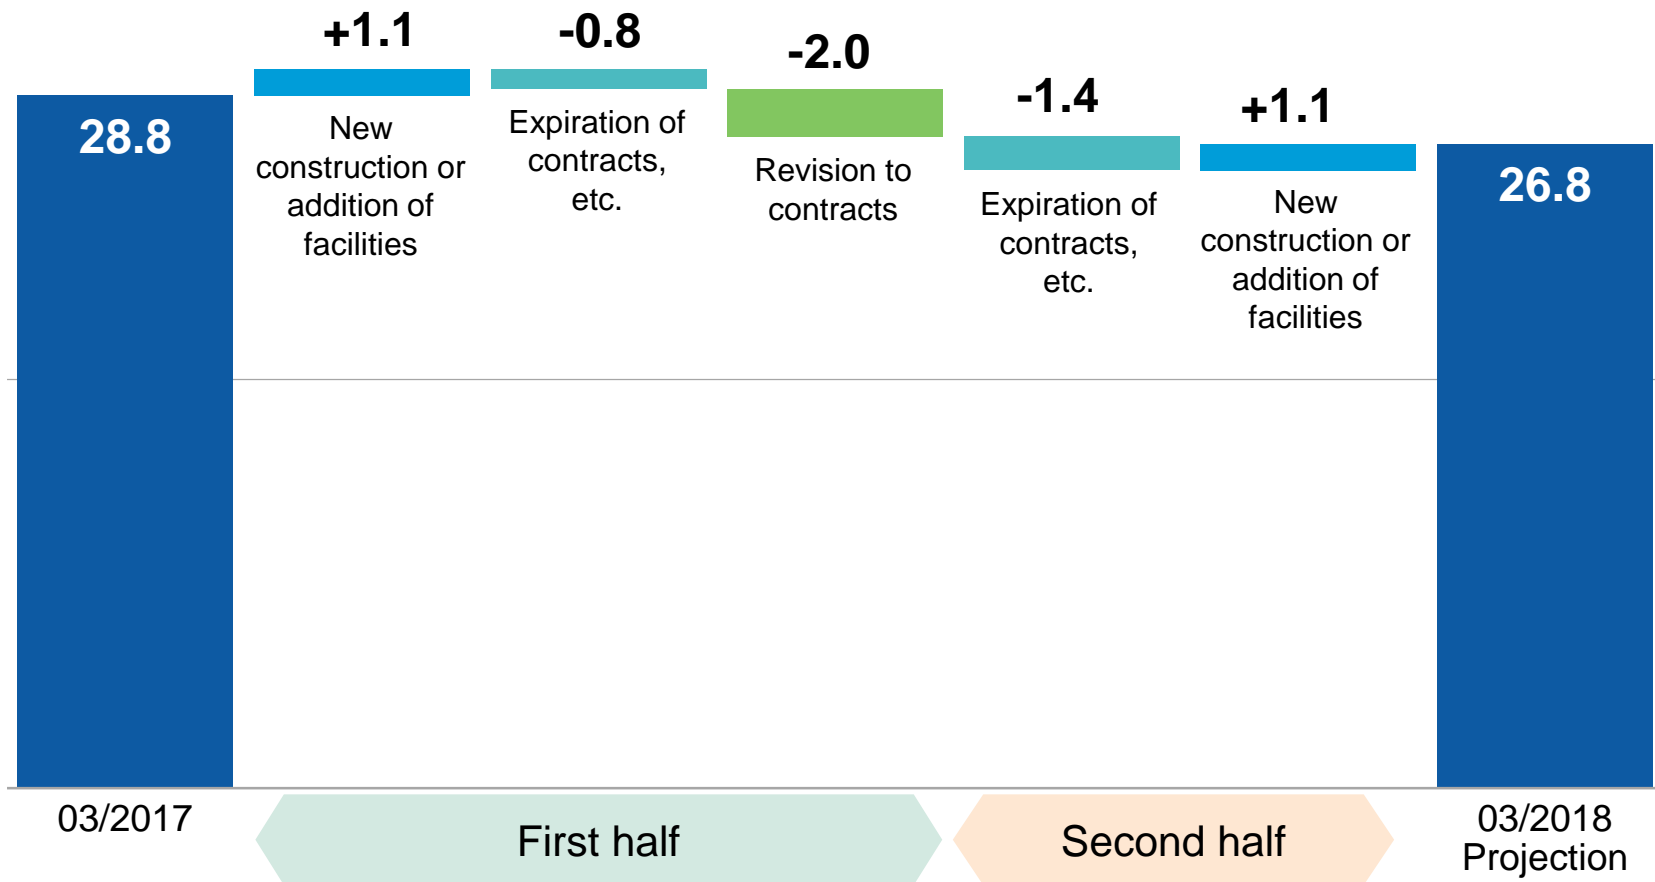 28.8
+1.1
New
construction or
addition of
facilities
-0.8
Expiration of
contracts,
etc.
-2.0
Revision to
contracts
-1.4
Expiration of
contracts,
etc.
+1.1
New
construction or
addition of
facilities
26.8
03/2017
First half
Second half
03/2018
Projection